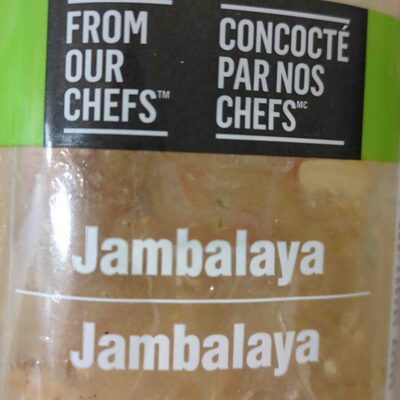 FROM
OUR
CHEFS™
CONCOCTÉ
PAR NOS
CHEFS MC
Jambalaya
Jambalaya